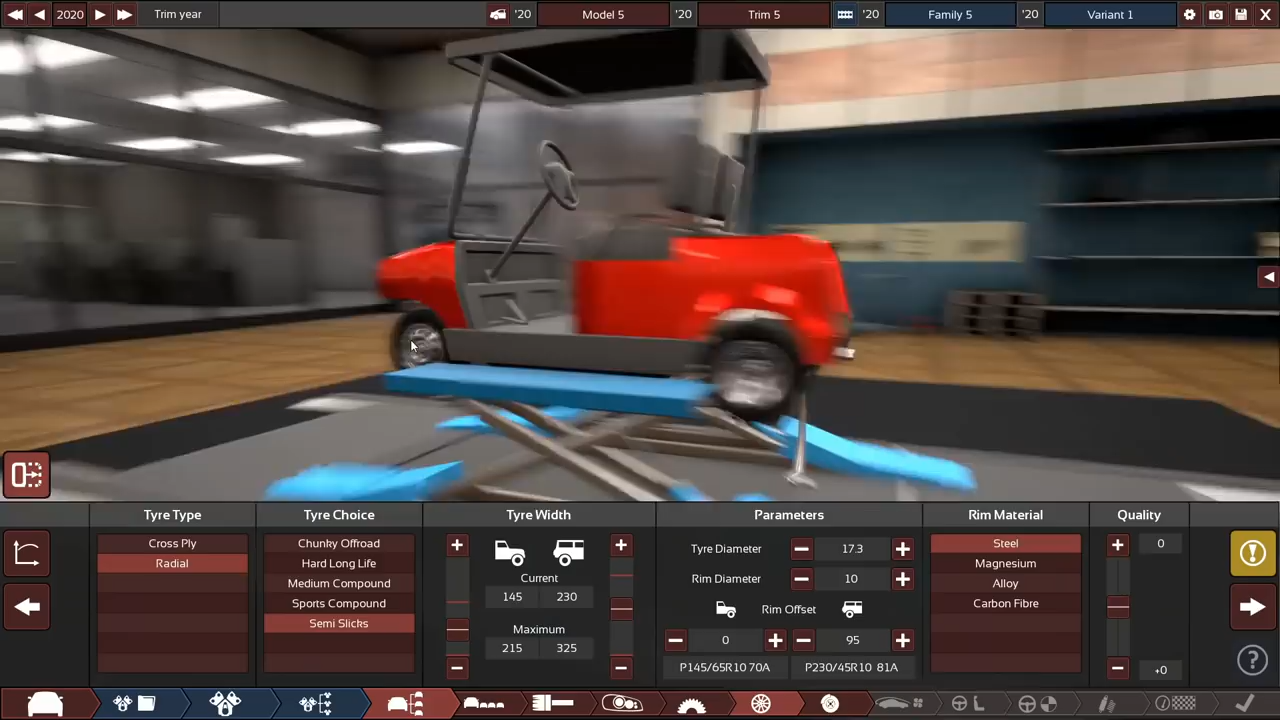 2020 Trim year '20 Model 5 '20 Trim 5 '20 Family 5 '20 Variant 1
Tyre Type Tyre Choice Tyre Width Parameters Rim Material Quality
Cross Ply
Radial
Chunky Offroad
Hard Long Life
Medium Compound
Sports Compound
Semi Slicks
Current
145 230
Maximum
215 325
Tyre Diameter 17.3
Rim Diameter 10
Rim Offset
0 95
P145/65R10 70A P230/45R10 81A
Steel
Magnesium
Alloy
Carbon Fibre
0
+0